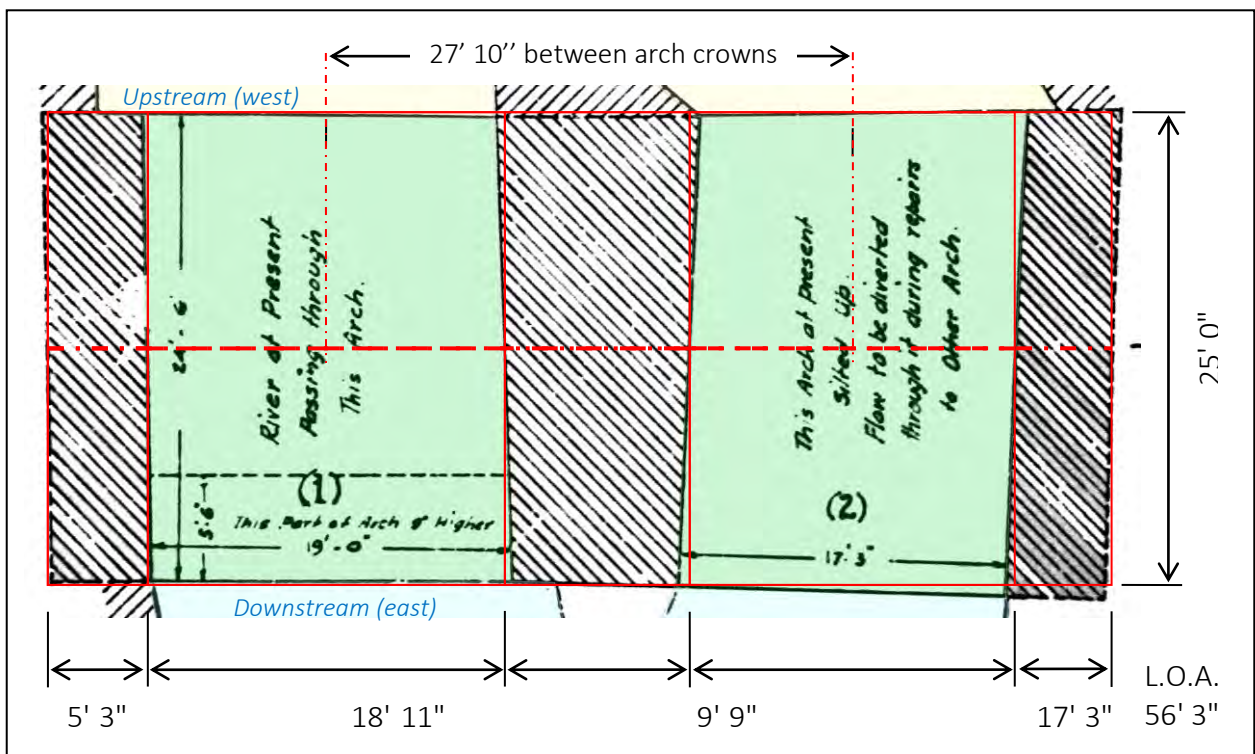 27' 10'' between arch crowns
Upstream (west)
24'-6"
River at Present
Passing through
This Arch.
This Arch at Present
Silted Up.
Flow to be diverted
through it during repairs
to Other Arch.
25' 0"
5'-6"
(1)
This Part of Arch 9" Higher
19'-0"
(2)
17'3"
Downstream (east)
5' 3"
18' 11"
9' 9"
17' 3"
L.O.A.
56' 3"